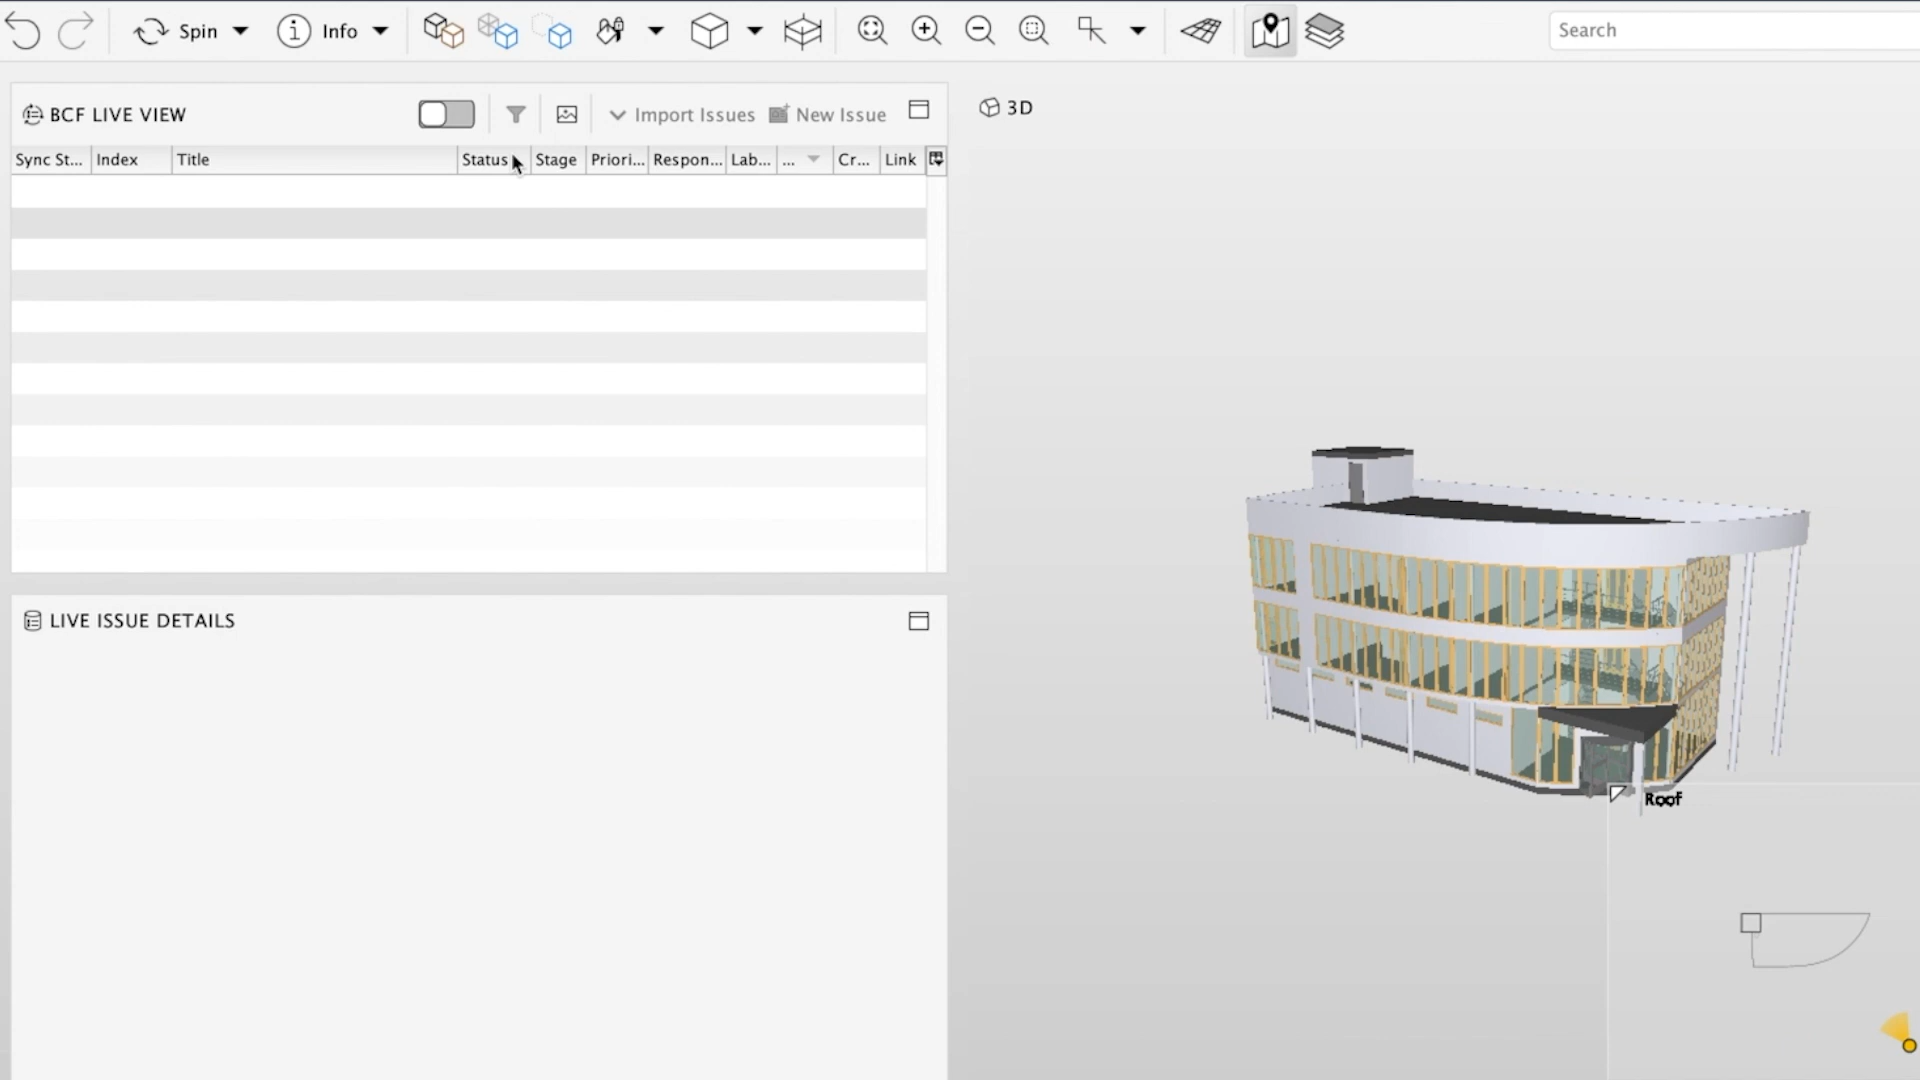 Spin Info Search
BCF LIVE VIEW Import Issues New Issue 3D
Sync St... Index Title Status Stage Priori... Respon... Lab... ... Cr... Link
LIVE ISSUE DETAILS
Roof